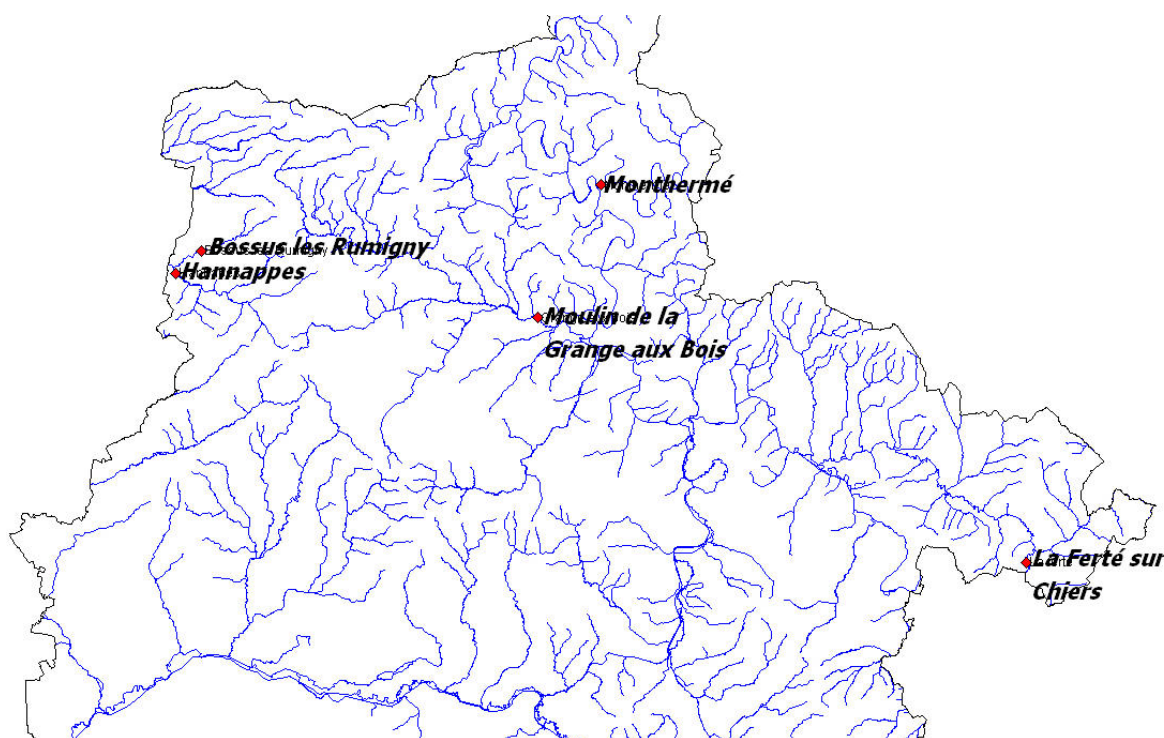 Monthermé
Bossus les Rumigny
Hannappes
Moulin de la
Grange aux Bois
La Ferté sur
Chiers